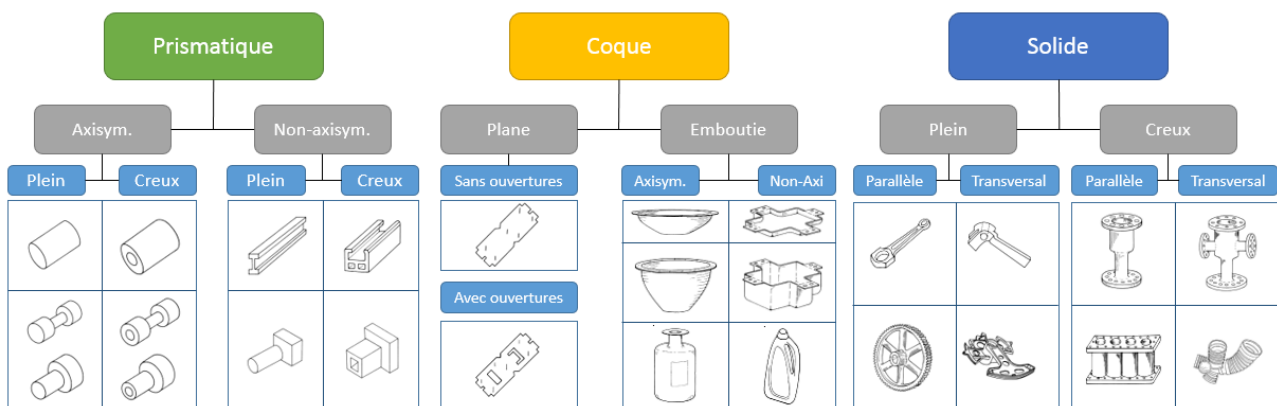 Prismatique
Coque
Solide
Axisym.
Non-axisym.
Plane
Emboutie
Plein
Creux
Plein
Creux
Plein
Creux
Sans ouvertures
Axisym.
Non-Axi
Parallèle
Transversal
Parallèle
Transversal
Avec ouvertures